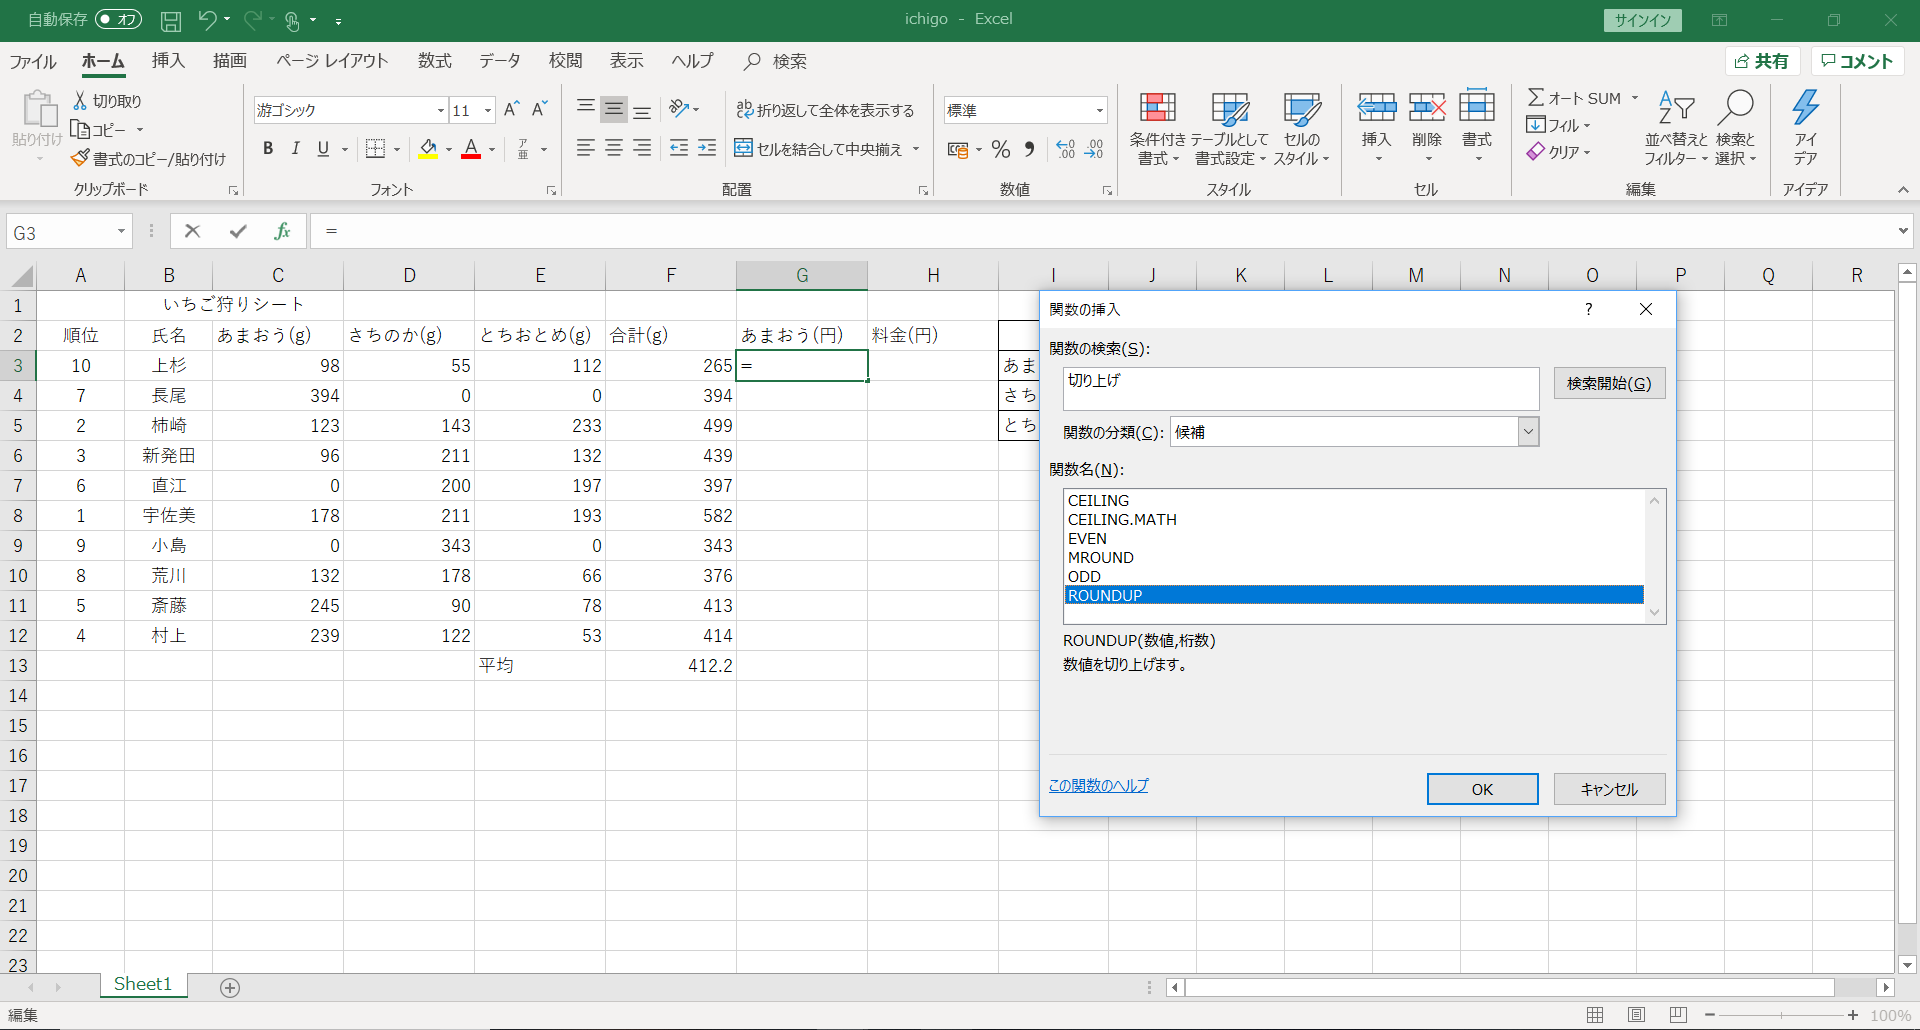 自動保存 オフ ichigo - Excel サインイン
ファイル ホーム 挿入 描画 ページ レイアウト 数式 データ 校閲 表示 ヘルプ 検索 共有 コメント
貼り付け
切り取り
コピー
書式のコピー/貼り付け
クリップボード
游ゴシック 11 A A
B I U A ア亜
フォント
ab 折り返して全体を表示する
セルを結合して中央揃え
配置
標準
% , .00 .00
数値
条件付き書式
テーブルとして書式設定
セルのスタイル
スタイル
挿入 削除 書式
セル
Σ オート SUM
フィル
クリア
並べ替えとフィルター
検索と選択
編集
アイデア
アイデア
G3 fx =
A B C D E F G H I J K L M N O P Q R
1 いちご狩りシート
2 順位 氏名 あまおう(g) さちのか(g) とちおとめ(g) 合計(g) あまおう(円) 料金(円)
3 10 上杉 98 55 112 265 = あま
4 7 長尾 394 0 0 394 さち
5 2 柿崎 123 143 233 499 とち
6 3 新発田 96 211 132 439
7 6 直江 0 200 197 397
8 1 宇佐美 178 211 193 582
9 9 小島 0 343 0 343
10 8 荒川 132 178 66 376
11 5 斎藤 245 90 78 413
12 4 村上 239 122 53 414
13 平均 412.2
14
15
16
17
18
19
20
21
22
23
関数の挿入 ?
関数の検索(S):
切り上げ 検索開始(G)
関数の分類(C): 候補
関数名(N):
CEILING
CEILING.MATH
EVEN
MROUND
ODD
ROUNDUP
ROUNDUP(数値,桁数)
数値を切り上げます。
この関数のヘルプ OK キャンセル
Sheet1
編集 100%